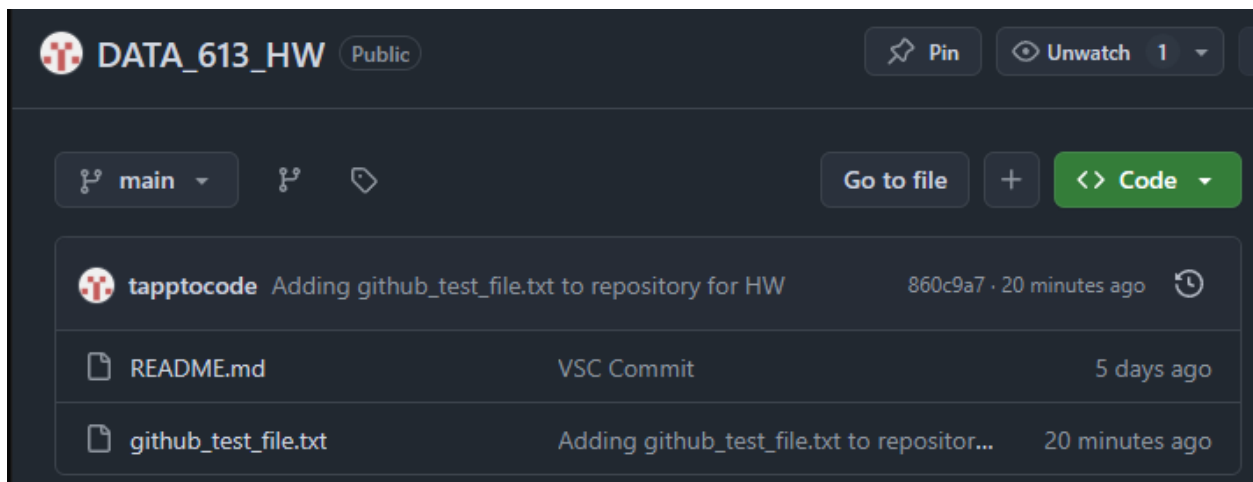 DATA_613_HW Public Pin Unwatch 1
main Go to file + <> Code
tapptocode Adding github_test_file.txt to repository for HW 860c9a7 · 20 minutes ago
README.md VSC Commit 5 days ago
github_test_file.txt Adding github_test_file.txt to repositor... 20 minutes ago